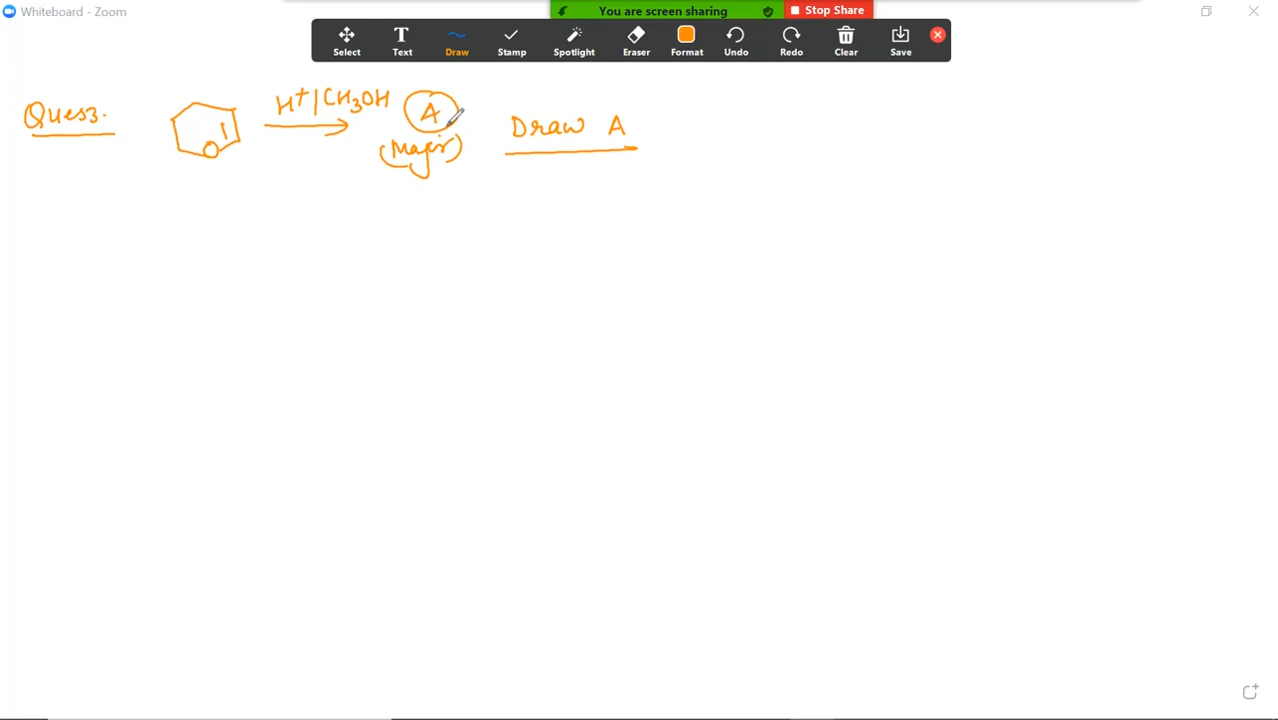 Whiteboard - Zoom
You are screen sharing
Stop Share
Select
Text
Draw
Stamp
Spotlight
Eraser
Format
Undo
Redo
Clear
Save
Ques3.
O
H+/CH3OH
A
(Major)
Draw A